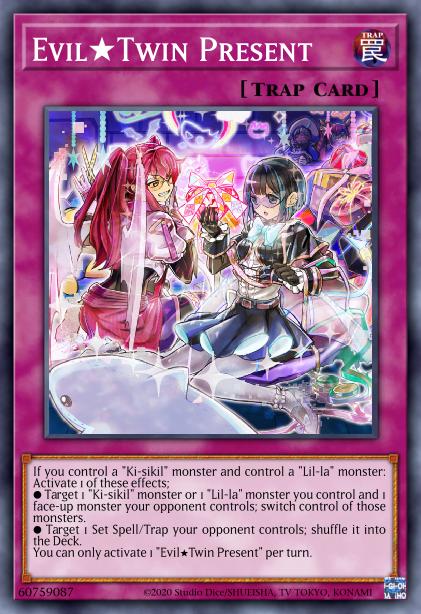 Evil★Twin Present
TRAP
罠
[Trap Card]
If you control a "Ki-sikil" monster and control a "Lil-la" monster:
Activate 1 of these effects;
● Target 1 "Ki-sikil" monster or 1 "Lil-la" monster you control and 1
face-up monster your opponent controls; switch control of those
monsters.
● Target 1 Set Spell/Trap your opponent controls; shuffle it into
the Deck.
You can only activate 1 "Evil★Twin Present" per turn.
60759087
©2020 Studio Dice/SHUEISHA, TV TOKYO, KONAMI